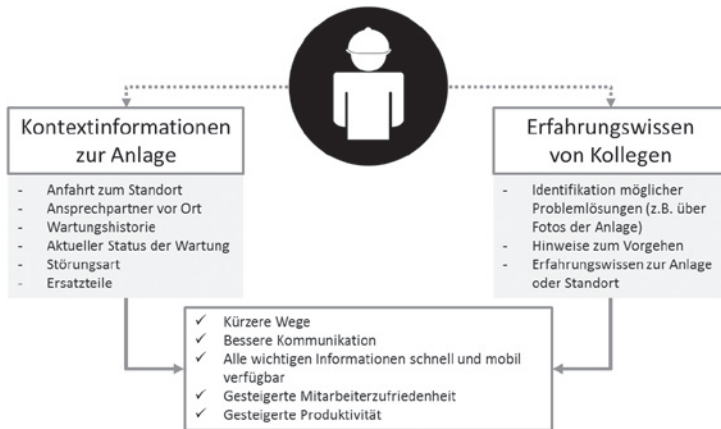 Kontextinformationen
zur Anlage
- Anfahrt zum Standort
- Ansprechpartner vor Ort
- Wartungshistorie
- Aktueller Status der Wartung
- Störungsart
- Ersatzteile
Erfahrungswissen
von Kollegen
- Identifikation möglicher
Problemlösungen (z.B. über
Fotos der Anlage)
- Hinweise zum Vorgehen
- Erfahrungswissen zur Anlage
oder Standort
✓ Kürzere Wege
✓ Bessere Kommunikation
✓ Alle wichtigen Informationen schnell und mobil
verfügbar
✓ Gesteigerte Mitarbeiterzufriedenheit
✓ Gesteigerte Produktivität